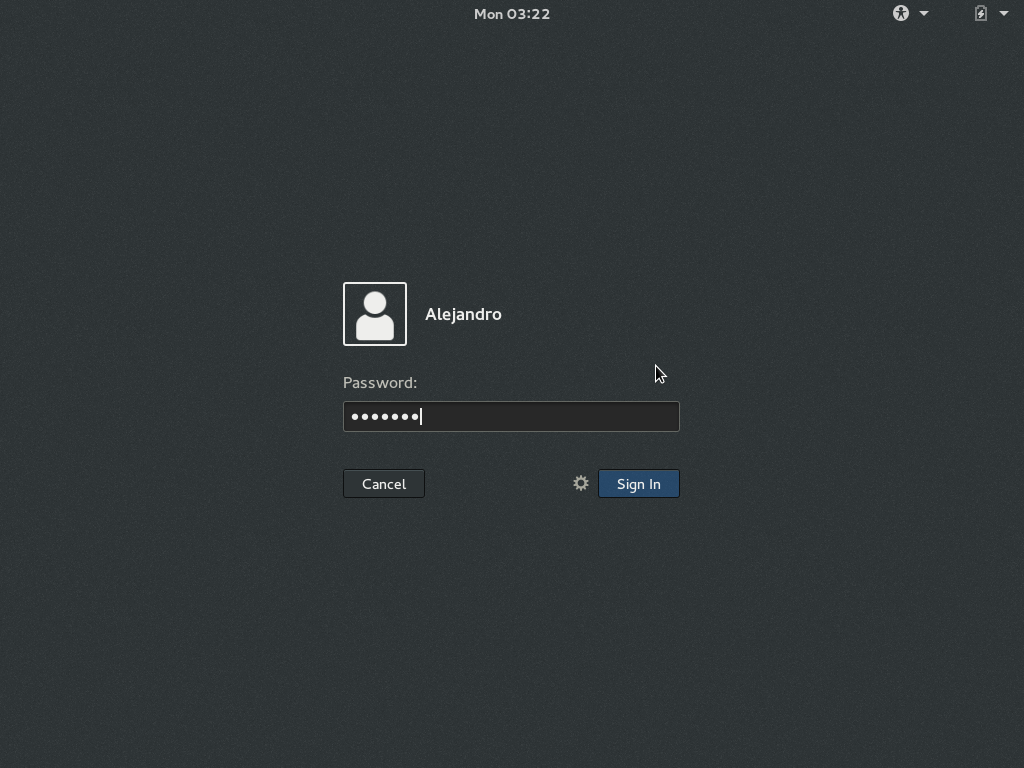 Mon 03:22
Alejandro
Password:
•••••••
Cancel
Sign In